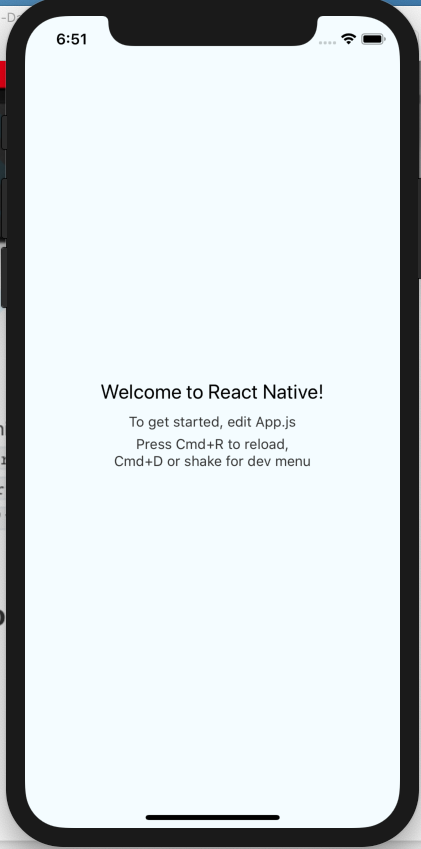 6:51
Welcome to React Native!
To get started, edit App.js
Press Cmd+R to reload,
Cmd+D or shake for dev menu